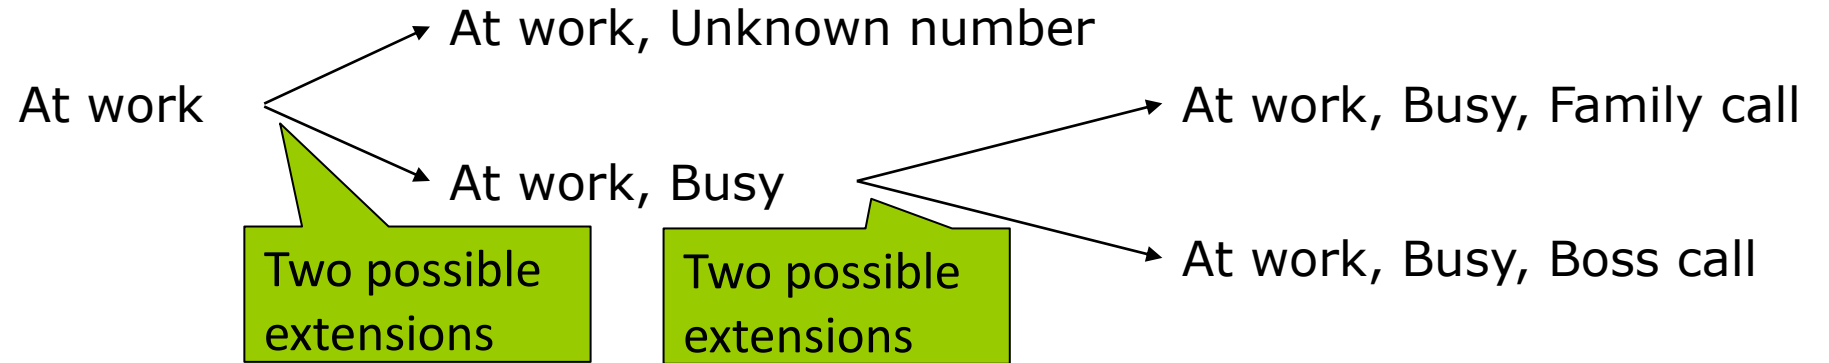 At work, Unknown number
At work
At work, Busy, Family call
At work, Busy
Two possible
extensions
Two possible
extensions
At work, Busy, Boss call